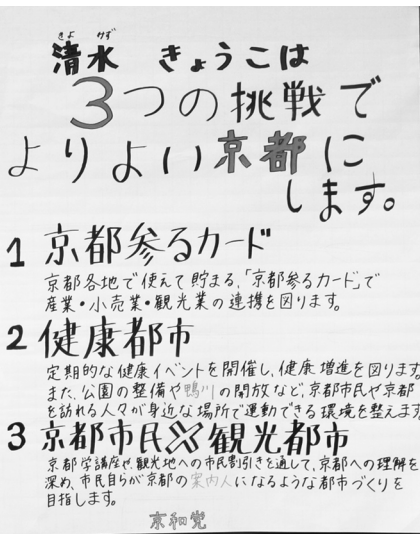 きよ みず
清水 きょうこは
3つの挑戦で
よりよい京都に
します。
1 京都参るカード
京都各地で使えて貯まる、「京都参るカード」で
産業・小売業・観光業の連携を図ります。
2 健康都市
定期的な健康イベントを開催し、健康増進を図ります。
また、公園の整備や鴨川の開放など、京都市民や京都
を訪れる人々が身近な場所で運動できる環境を整えます
3 京都市民×観光都市
京都学講座や、観光地への市民割引きを通して、京都への理解を
深め、市民自らが京都の案内人になるような都市づくりを
目指します。
京和党